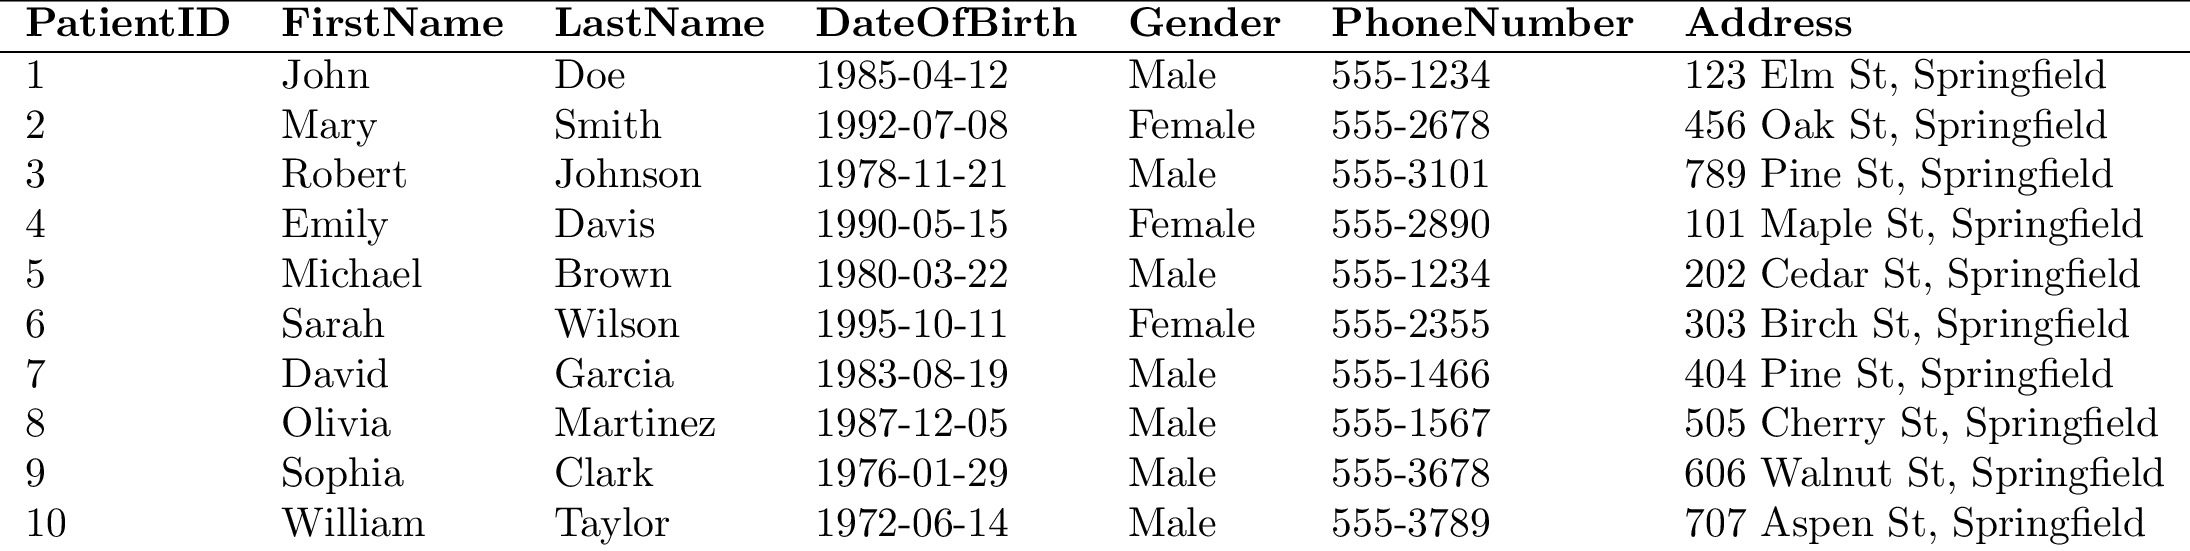 PatientID FirstName LastName DateOfBirth Gender PhoneNumber Address
1 John Doe 1985-04-12 Male 555-1234 123 Elm St, Springfield
2 Mary Smith 1992-07-08 Female 555-2678 456 Oak St, Springfield
3 Robert Johnson 1978-11-21 Male 555-3101 789 Pine St, Springfield
4 Emily Davis 1990-05-15 Female 555-2890 101 Maple St, Springfield
5 Michael Brown 1980-03-22 Male 555-1234 202 Cedar St, Springfield
6 Sarah Wilson 1995-10-11 Female 555-2355 303 Birch St, Springfield
7 David Garcia 1983-08-19 Male 555-1466 404 Pine St, Springfield
8 Olivia Martinez 1987-12-05 Male 555-1567 505 Cherry St, Springfield
9 Sophia Clark 1976-01-29 Male 555-3678 606 Walnut St, Springfield
10 William Taylor 1972-06-14 Male 555-3789 707 Aspen St, Springfield